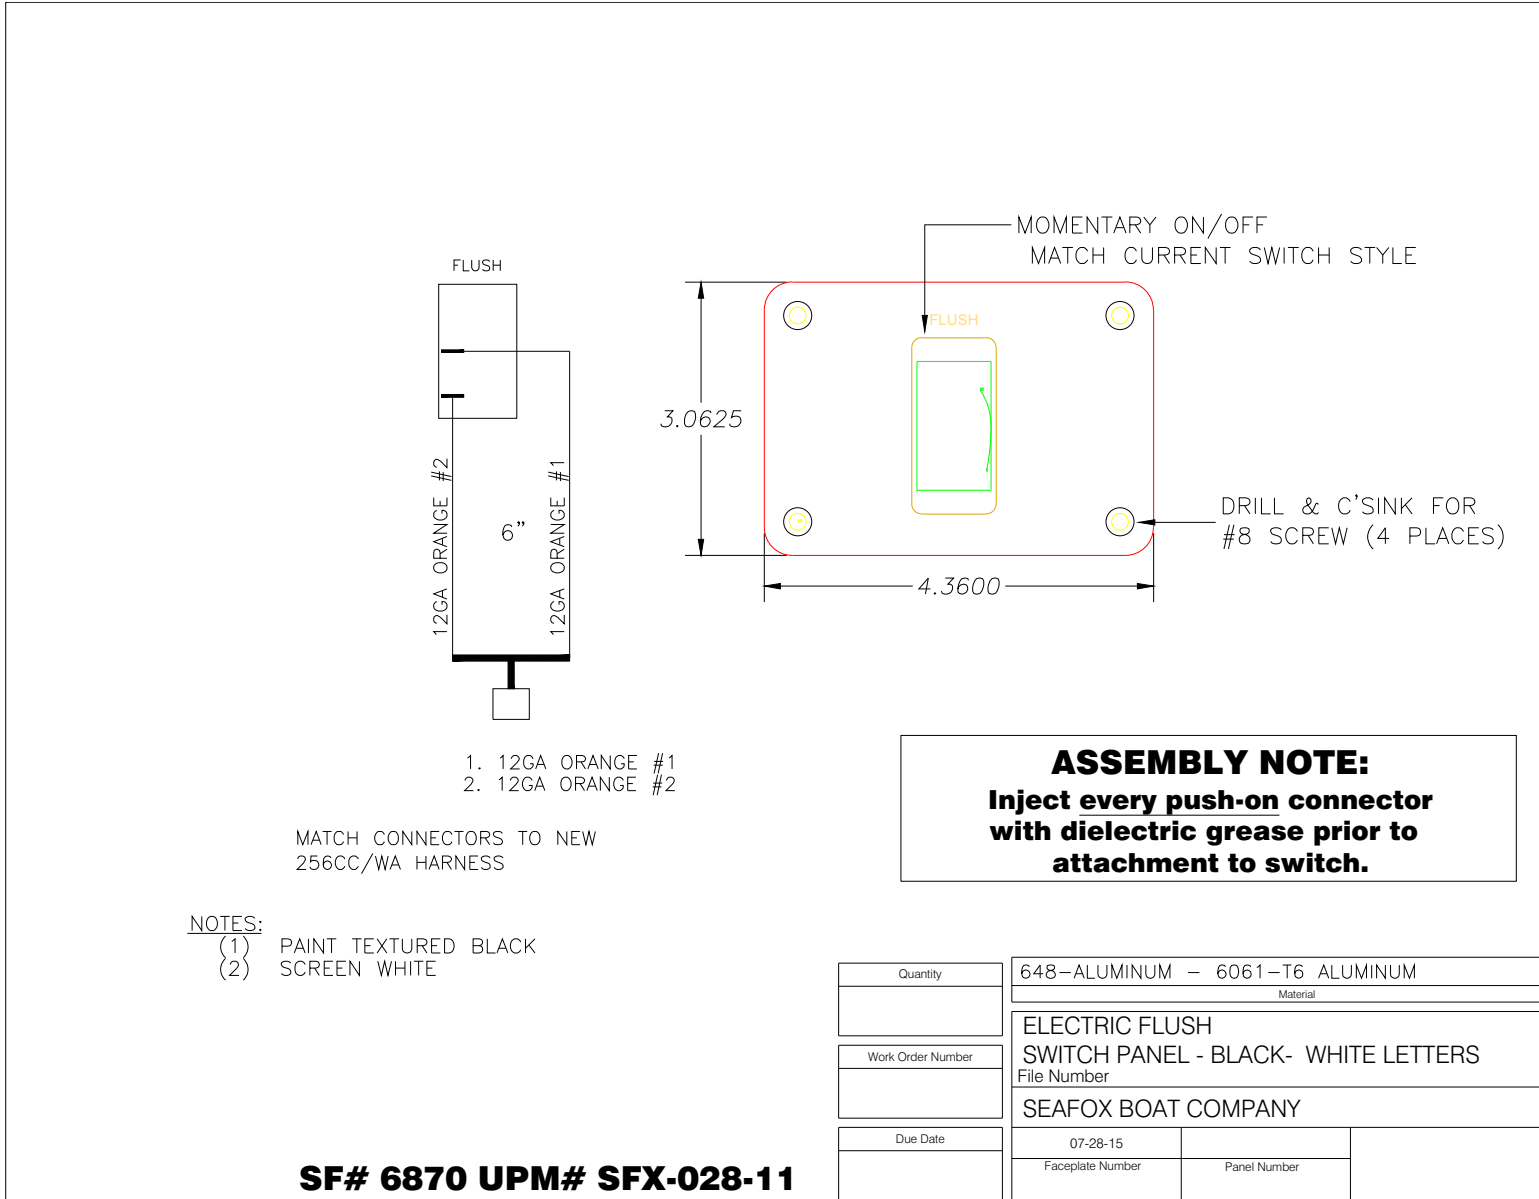 MOMENTARY ON/OFF
MATCH CURRENT SWITCH STYLE
FLUSH
FLUSH
3.0625
4.3600
DRILL & C'SINK FOR
#8 SCREW (4 PLACES)
12GA ORANGE #2
6”
12GA ORANGE #1
1. 12GA ORANGE #1
2. 12GA ORANGE #2
MATCH CONNECTORS TO NEW
256CC/WA HARNESS
ASSEMBLY NOTE:
Inject every push-on connector
with dielectric grease prior to
attachment to switch.
NOTES:
(1) PAINT TEXTURED BLACK
(2) SCREEN WHITE
Quantity
648-ALUMINUM - 6061-T6 ALUMINUM
Material
ELECTRIC FLUSH
SWITCH PANEL - BLACK- WHITE LETTERS
File Number
Work Order Number
SEAFOX BOAT COMPANY
Due Date
07-28-15
Faceplate Number
Panel Number
SF# 6870 UPM# SFX-028-11